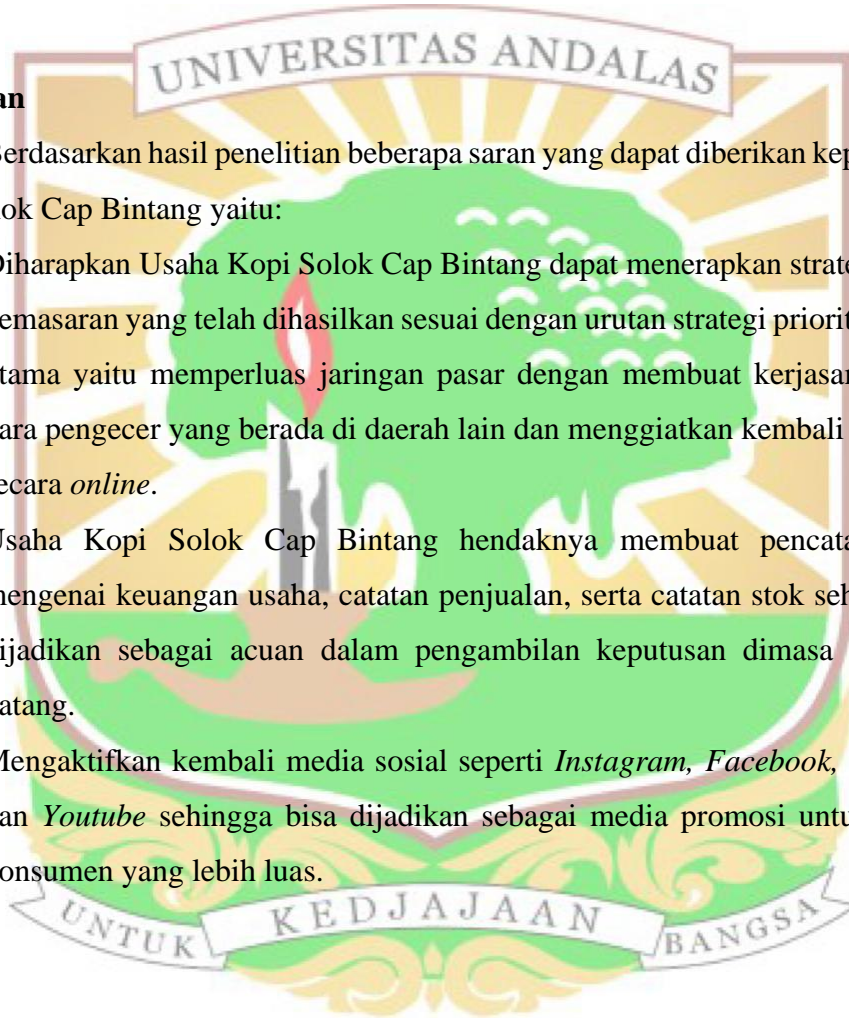 UNIVERSITAS ANDALAS
an
Berdasarkan hasil penelitian beberapa saran yang dapat diberikan kep
lok Cap Bintang yaitu:
Diharapkan Usaha Kopi Solok Cap Bintang dapat menerapkan strate
emasaran yang telah dihasilkan sesuai dengan urutan strategi priorit
tama yaitu memperluas jaringan pasar dengan membuat kerjasar
ara pengecer yang berada di daerah lain dan menggiatkan kembali
ecara online.
Usaha Kopi Solok Cap Bintang hendaknya membuat pencata
mengenai keuangan usaha, catatan penjualan, serta catatan stok seh
ijadikan sebagai acuan dalam pengambilan keputusan dimasa
atang.
Mengaktifkan kembali media sosial seperti Instagram, Facebook,
an Youtube sehingga bisa dijadikan sebagai media promosi untu
onsumen yang lebih luas.
UNTUK KEDJAJAAN BANGSA